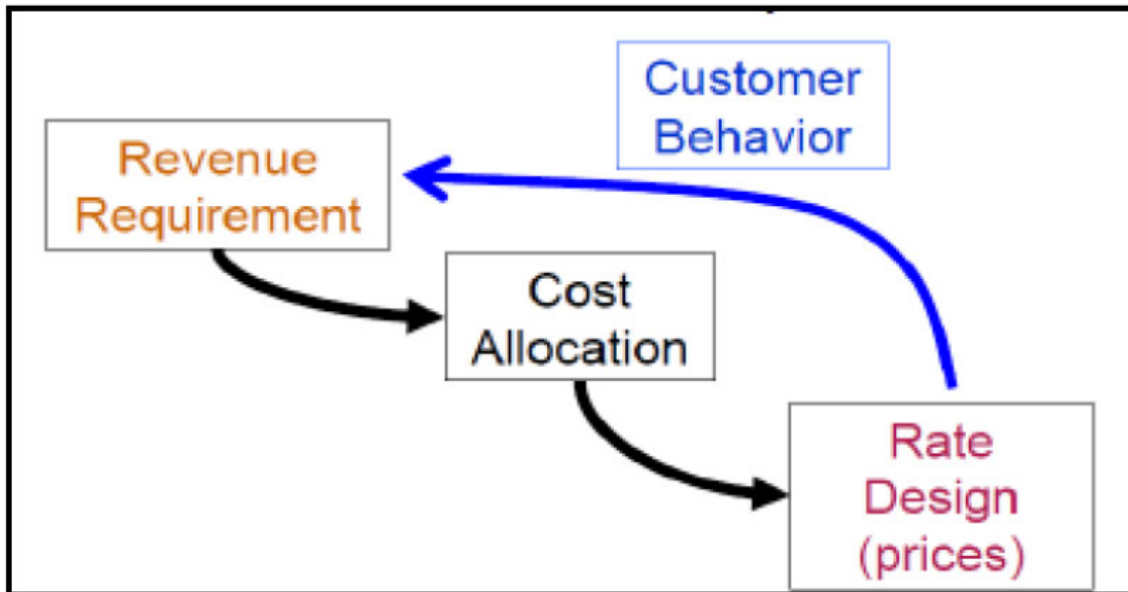 Customer
Behavior
Revenue
Requirement
Cost
Allocation
Rate
Design
(prices)